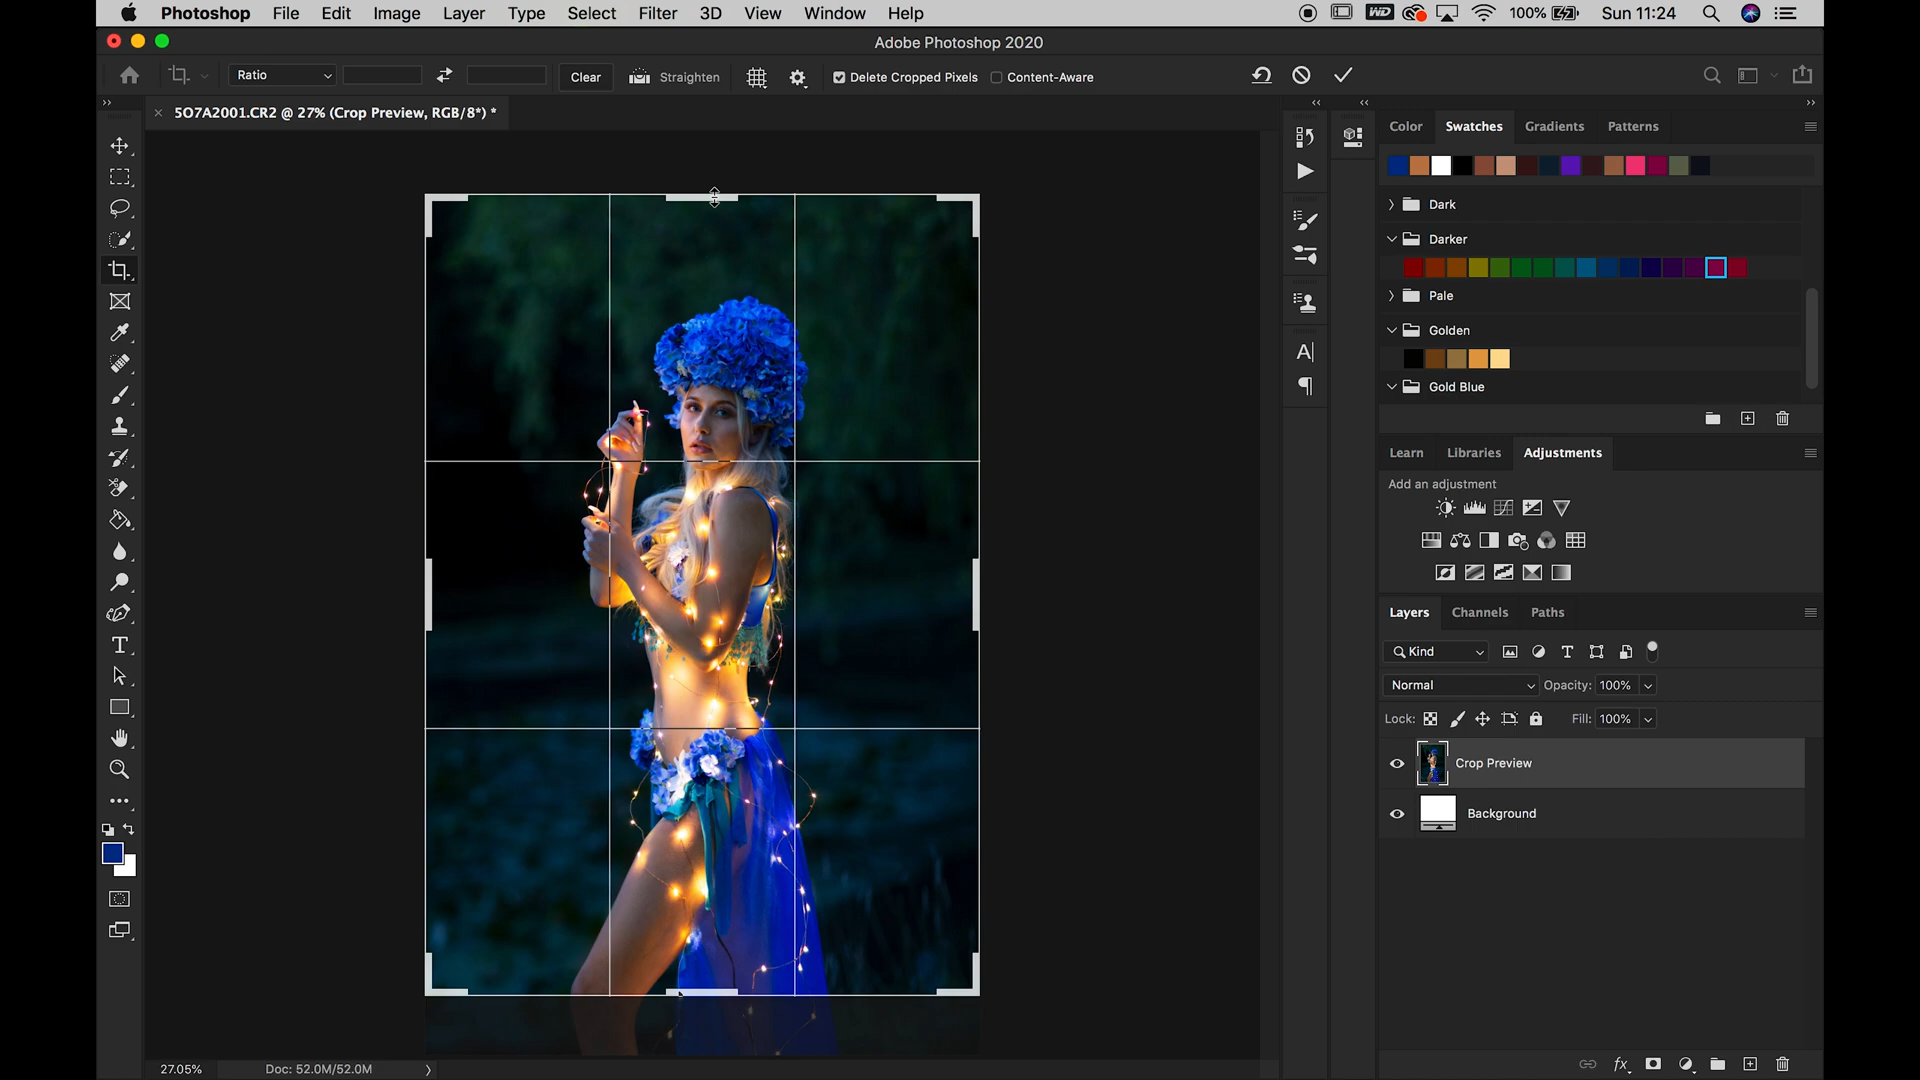 Photoshop File Edit Image Layer Type Select Filter 3D View Window Help WD 100% Sun 11:24
Adobe Photoshop 2020
Ratio Clear Straighten Delete Cropped Pixels Content-Aware
5O7A2001.CR2 @ 27% (Crop Preview, RGB/8*) *
Color Swatches Gradients Patterns
Dark
Darker
Pale
Golden
Gold Blue
Learn Libraries Adjustments
Add an adjustment
Layers Channels Paths
Kind
Normal Opacity: 100%
Lock: Fill: 100%
Crop Preview
Background
27.05% Doc: 52.0M/52.0M
fx